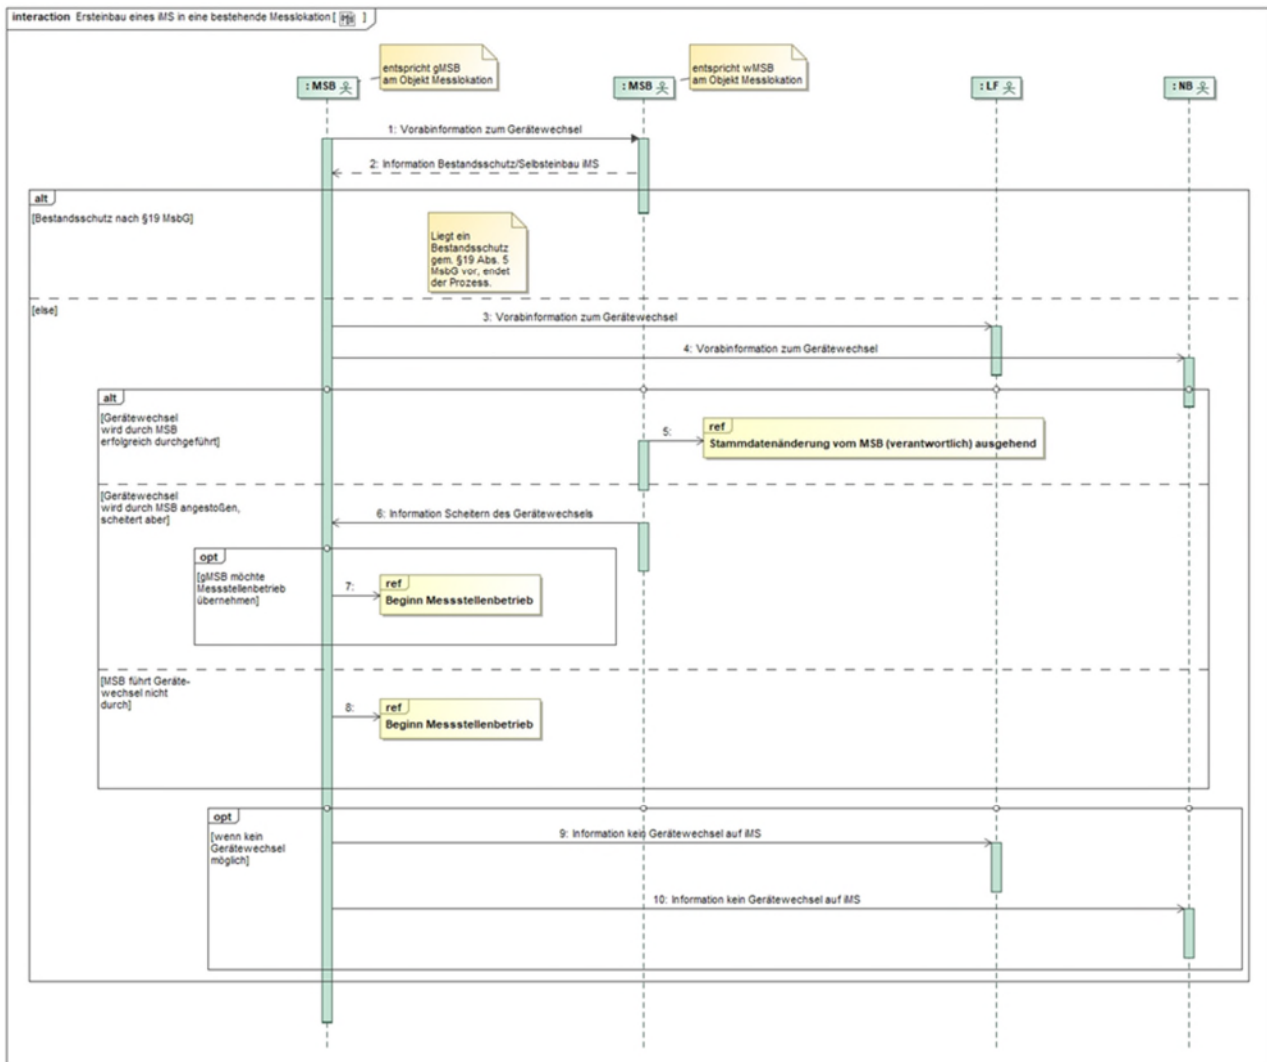 interaction Ersteinbau eines iMS in eine bestehende Messlokation [ ]
entspricht gMSB
am Objekt Messlokation
entspricht wMSB
am Objekt Messlokation
: MSB
: MSB
: LF
: NB
1: Vorabinformation zum Gerätewechsel
2: Information Bestandsschutz/Selbsteinbau iMS
alt
[Bestandsschutz nach §19 MsbG]
Liegt ein
Bestandsschutz
gem. §19 Abs. 5
MsbG vor, endet
der Prozess.
[else]
3: Vorabinformation zum Gerätewechsel
4: Vorabinformation zum Gerätewechsel
alt
[Gerätewechsel
wird durch MSB
erfolgreich durchgeführt]
5:
ref
Stammdatenänderung vom MSB (verantwortlich) ausgehend
[Gerätewechsel
wird durch MSB angestoßen,
scheitert aber]
6: Information Scheitern des Gerätewechsels
opt
[gMSB möchte
Messstellenbetrieb
übernehmen]
7:
ref
Beginn Messstellenbetrieb
[MSB führt Geräte-
wechsel nicht
durch]
8:
ref
Beginn Messstellenbetrieb
opt
[wenn kein
Gerätewechsel
möglich]
9: Information kein Gerätewechsel auf iMS
10: Information kein Gerätewechsel auf iMS